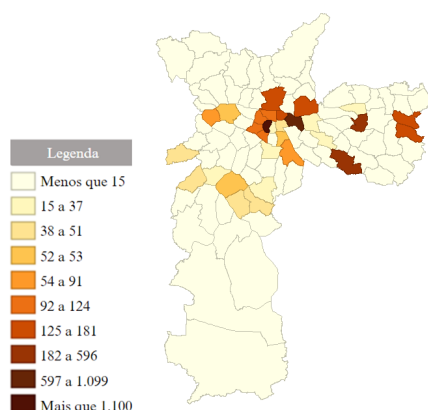 Legenda
Menos que 15
15 a 37
38 a 51
52 a 53
54 a 91
92 a 124
125 a 181
182 a 596
597 a 1.099
Mais que 1.100